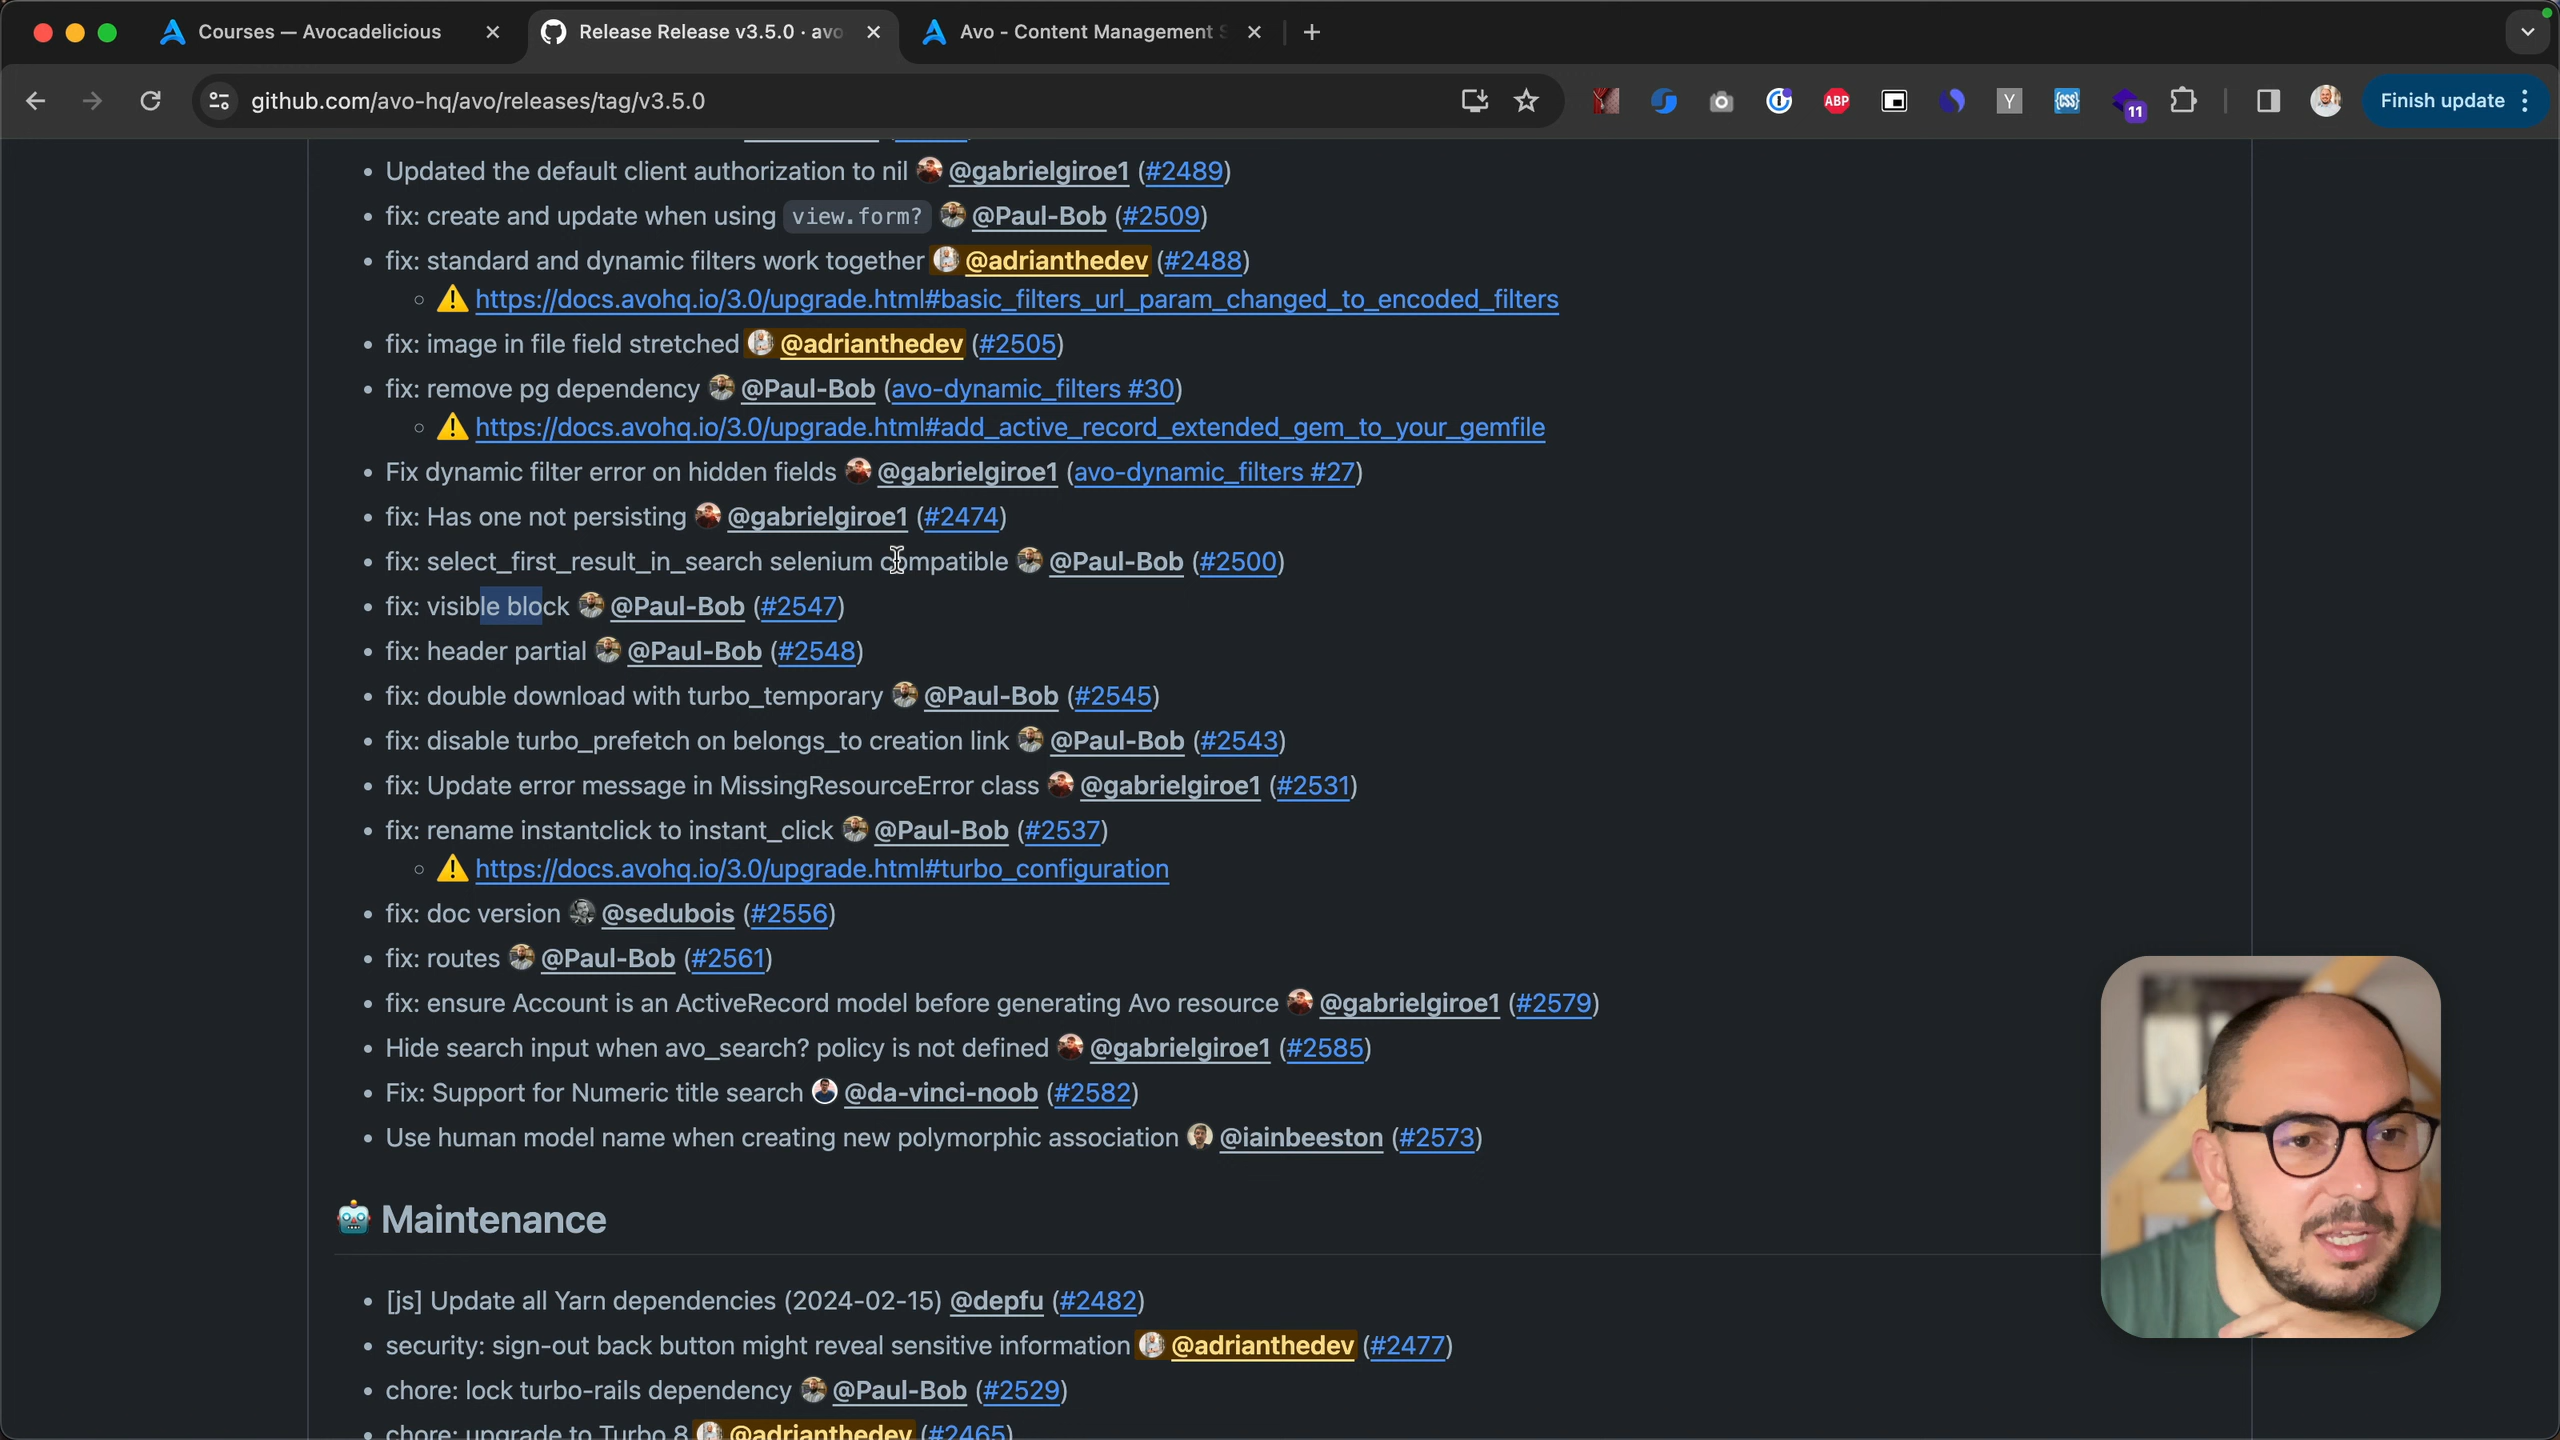 Courses — Avocadelicious
Release Release v3.5.0 · avo
Avo - Content Management S
github.com/avo-hq/avo/releases/tag/v3.5.0
ABP
Y
{CSS}
11
Finish update
• Updated the default client authorization to nil @gabrielgiroe1 (#2489)
• fix: create and update when using view.form? @Paul-Bob (#2509)
• fix: standard and dynamic filters work together @adrianthedev (#2488)
○ ⚠️ https://docs.avohq.io/3.0/upgrade.html#basic_filters_url_param_changed_to_encoded_filters
• fix: image in file field stretched @adrianthedev (#2505)
• fix: remove pg dependency @Paul-Bob (avo-dynamic_filters #30)
○ ⚠️ https://docs.avohq.io/3.0/upgrade.html#add_active_record_extended_gem_to_your_gemfile
• Fix dynamic filter error on hidden fields @gabrielgiroe1 (avo-dynamic_filters #27)
• fix: Has one not persisting @gabrielgiroe1 (#2474)
• fix: select_first_result_in_search selenium compatible @Paul-Bob (#2500)
• fix: visible block @Paul-Bob (#2547)
• fix: header partial @Paul-Bob (#2548)
• fix: double download with turbo_temporary @Paul-Bob (#2545)
• fix: disable turbo_prefetch on belongs_to creation link @Paul-Bob (#2543)
• fix: Update error message in MissingResourceError class @gabrielgiroe1 (#2531)
• fix: rename instantclick to instant_click @Paul-Bob (#2537)
○ ⚠️ https://docs.avohq.io/3.0/upgrade.html#turbo_configuration
• fix: doc version @sedubois (#2556)
• fix: routes @Paul-Bob (#2561)
• fix: ensure Account is an ActiveRecord model before generating Avo resource @gabrielgiroe1 (#2579)
• Hide search input when avo_search? policy is not defined @gabrielgiroe1 (#2585)
• Fix: Support for Numeric title search @da-vinci-noob (#2582)
• Use human model name when creating new polymorphic association @iainbeeston (#2573)
🤖 Maintenance
• [js] Update all Yarn dependencies (2024-02-15) @depfu (#2482)
• security: sign-out back button might reveal sensitive information @adrianthedev (#2477)
• chore: lock turbo-rails dependency @Paul-Bob (#2529)
chore: upgrade to Turbo 8 @adrianthedev (#2465)